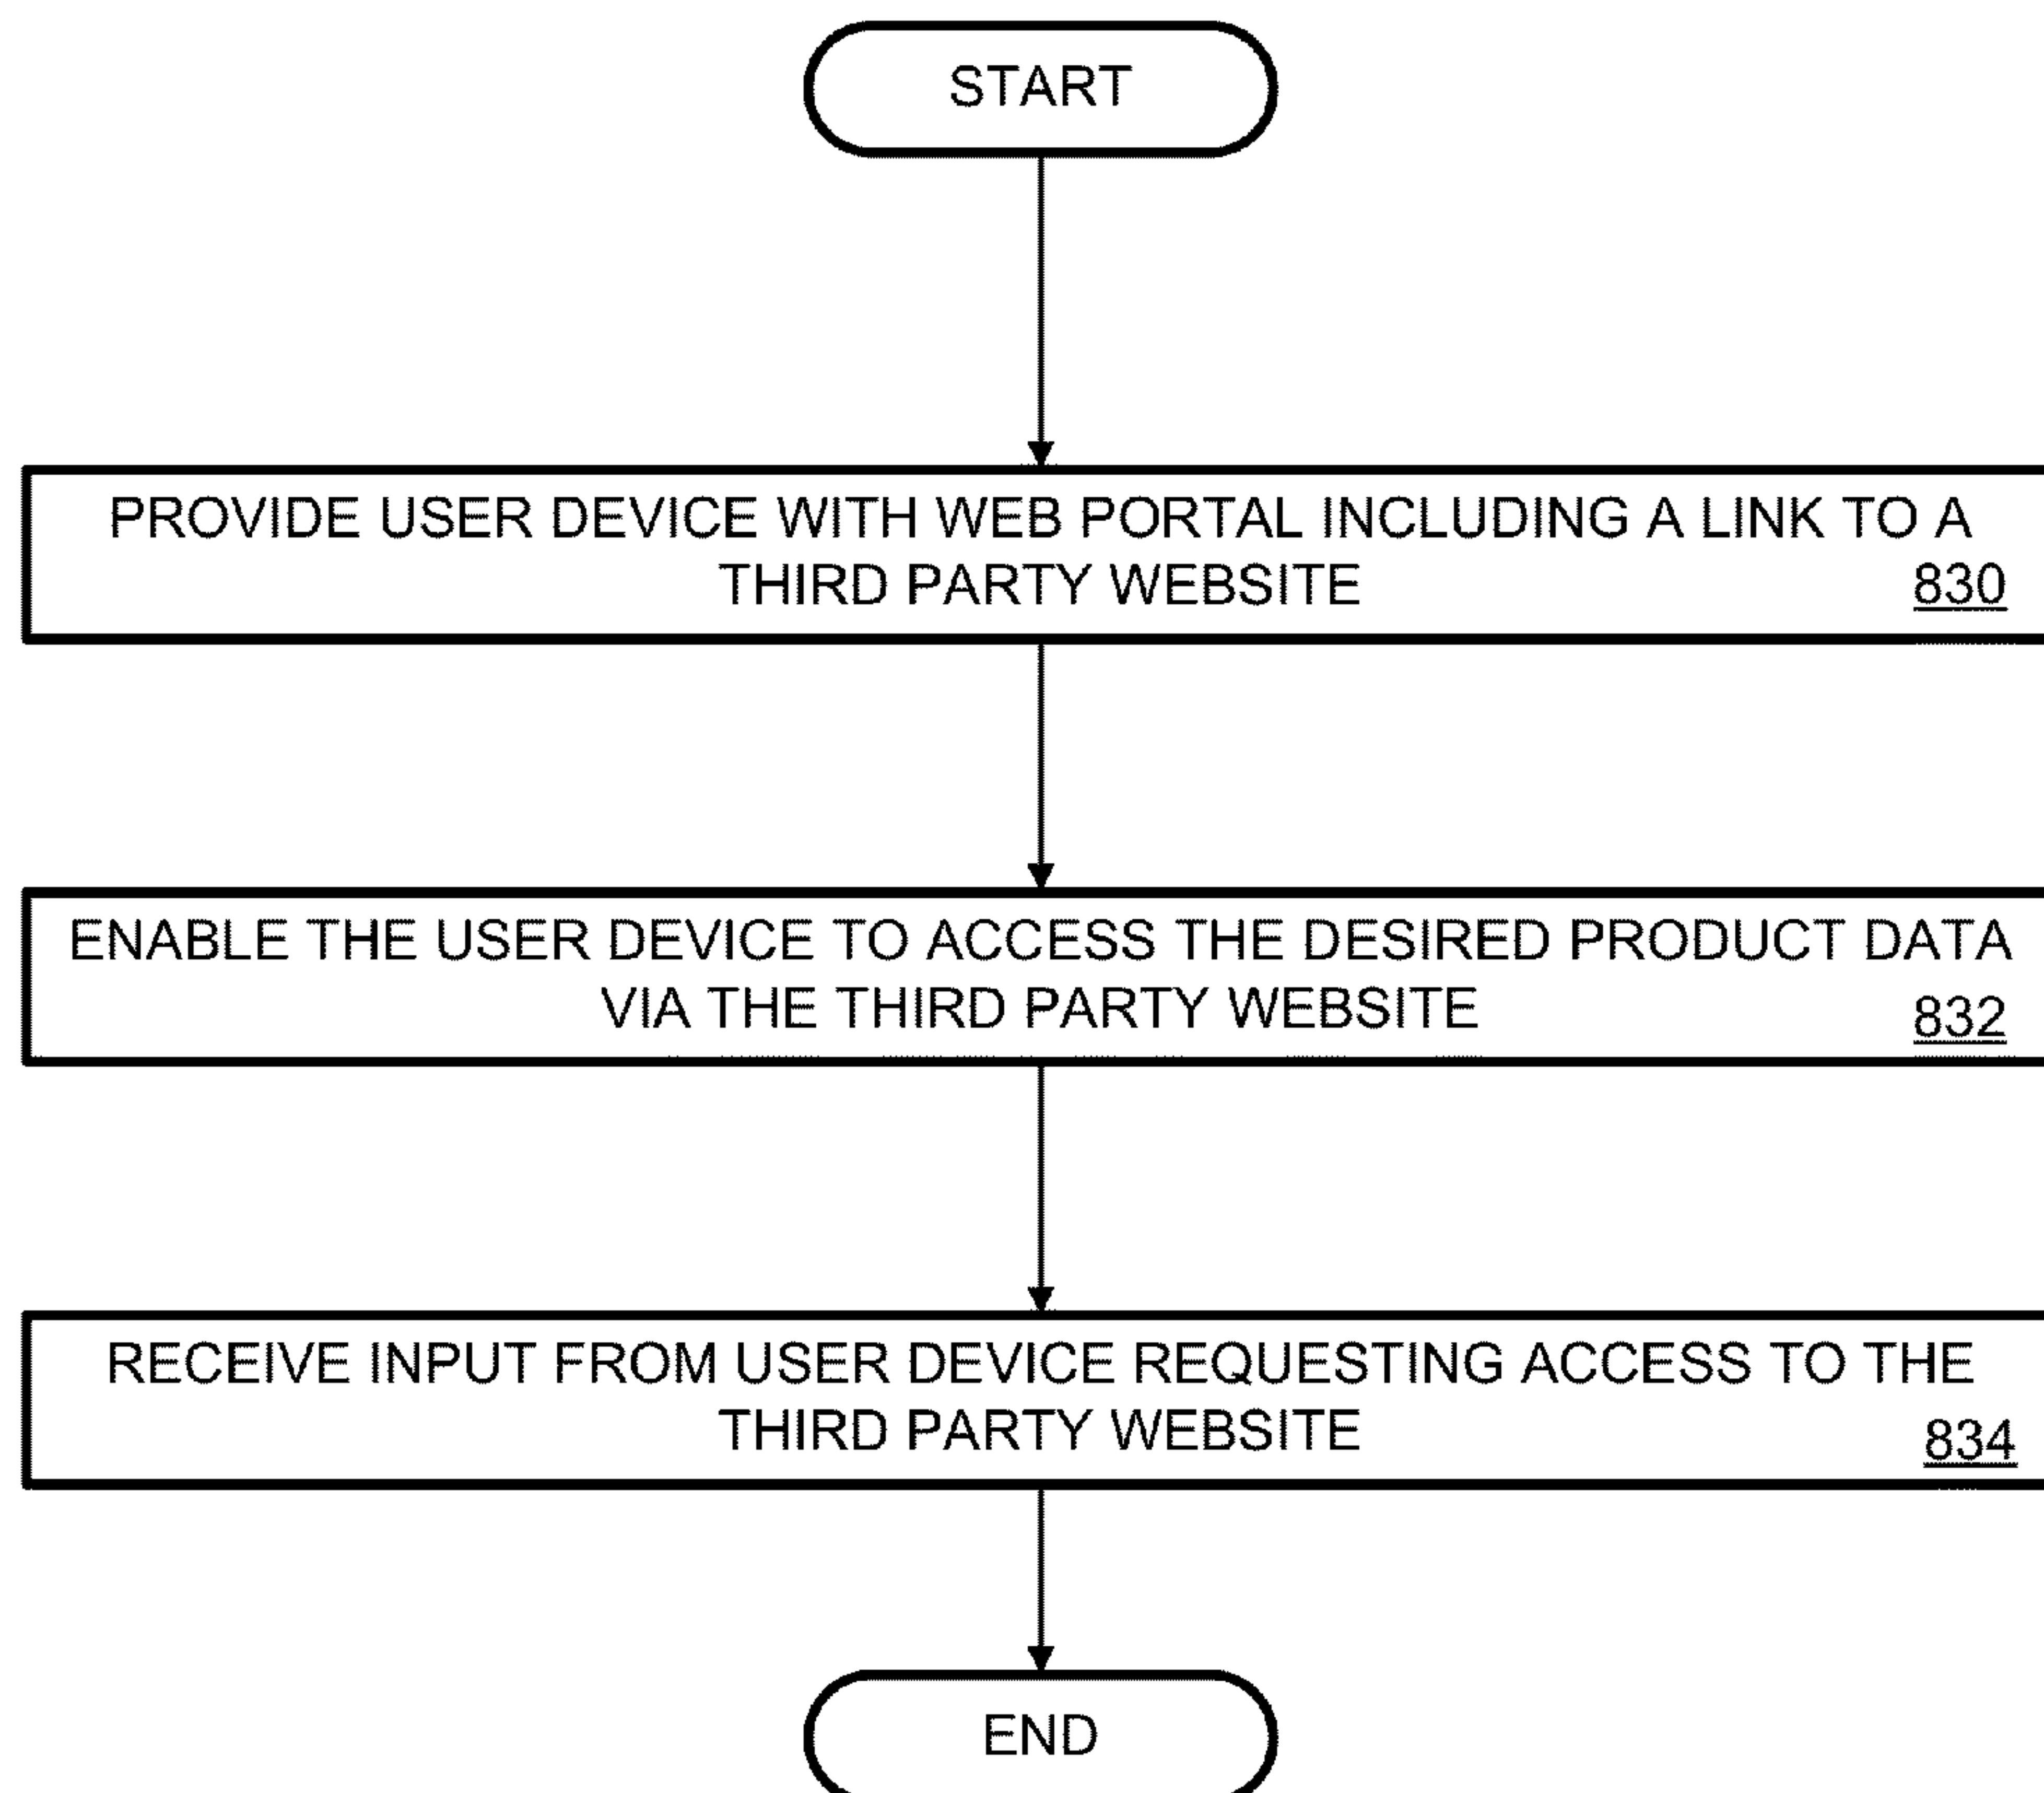 START
PROVIDE USER DEVICE WITH WEB PORTAL INCLUDING A LINK TO A
THIRD PARTY WEBSITE
830
ENABLE THE USER DEVICE TO ACCESS THE DESIRED PRODUCT DATA
VIA THE THIRD PARTY WEBSITE
832
RECEIVE INPUT FROM USER DEVICE REQUESTING ACCESS TO THE
THIRD PARTY WEBSITE
834
END